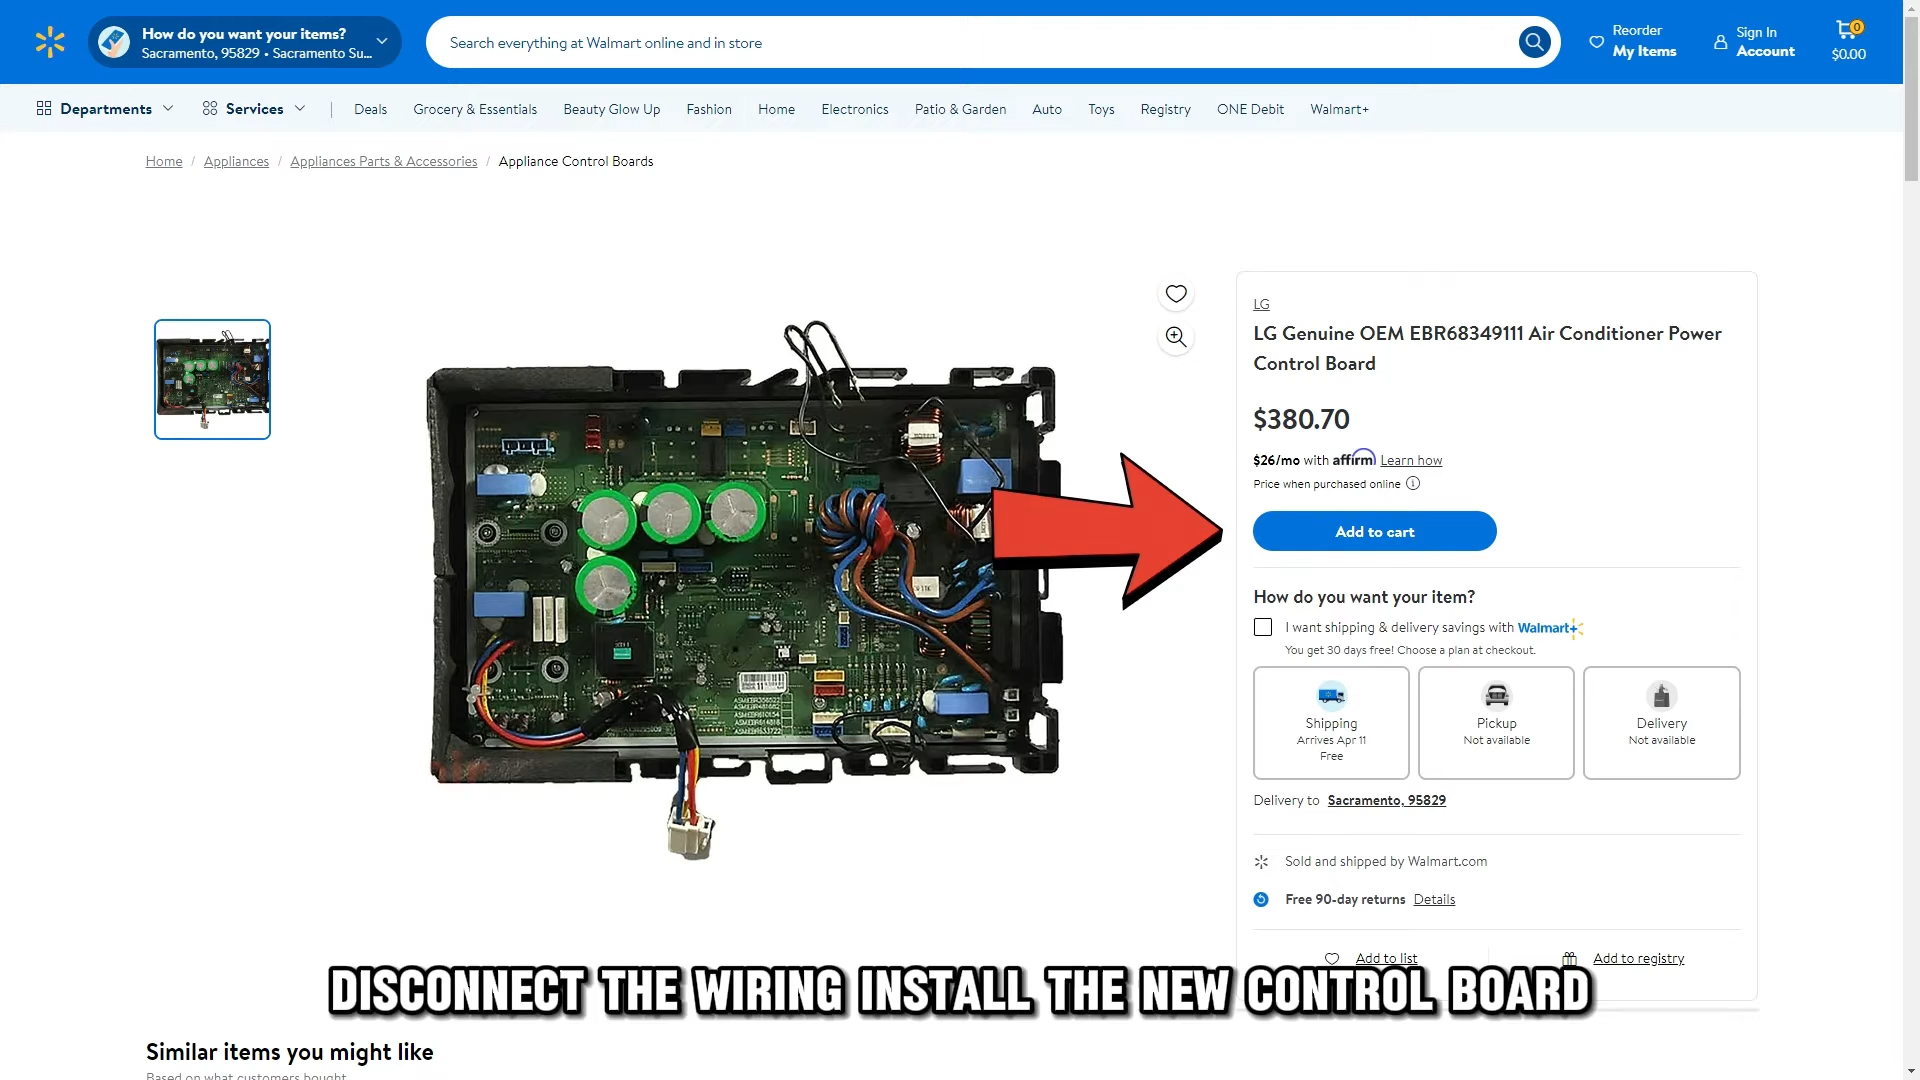 How do you want your items?
Sacramento, 95829 • Sacramento Su...
Search everything at Walmart online and in store
Reorder
My Items
Sign In
Account
0
$0.00
Departments
Services
Deals
Grocery & Essentials
Beauty Glow Up
Fashion
Home
Electronics
Patio & Garden
Auto
Toys
Registry
ONE Debit
Walmart+
Home / Appliances / Appliances Parts & Accessories / Appliance Control Boards
LG
LG Genuine OEM EBR68349111 Air Conditioner Power
Control Board
$380.70
$26/mo with affirm Learn how
Price when purchased online
Add to cart
How do you want your item?
I want shipping & delivery savings with Walmart+
You get 30 days free! Choose a plan at checkout.
Shipping
Arrives Apr 11
Free
Pickup
Not available
Delivery
Not available
Delivery to Sacramento, 95829
Sold and shipped by Walmart.com
Free 90-day returns Details
Add to list
Add to registry
DISCONNECT THE WIRING INSTALL THE NEW CONTROL BOARD
Similar items you might like
Based on what customers bought